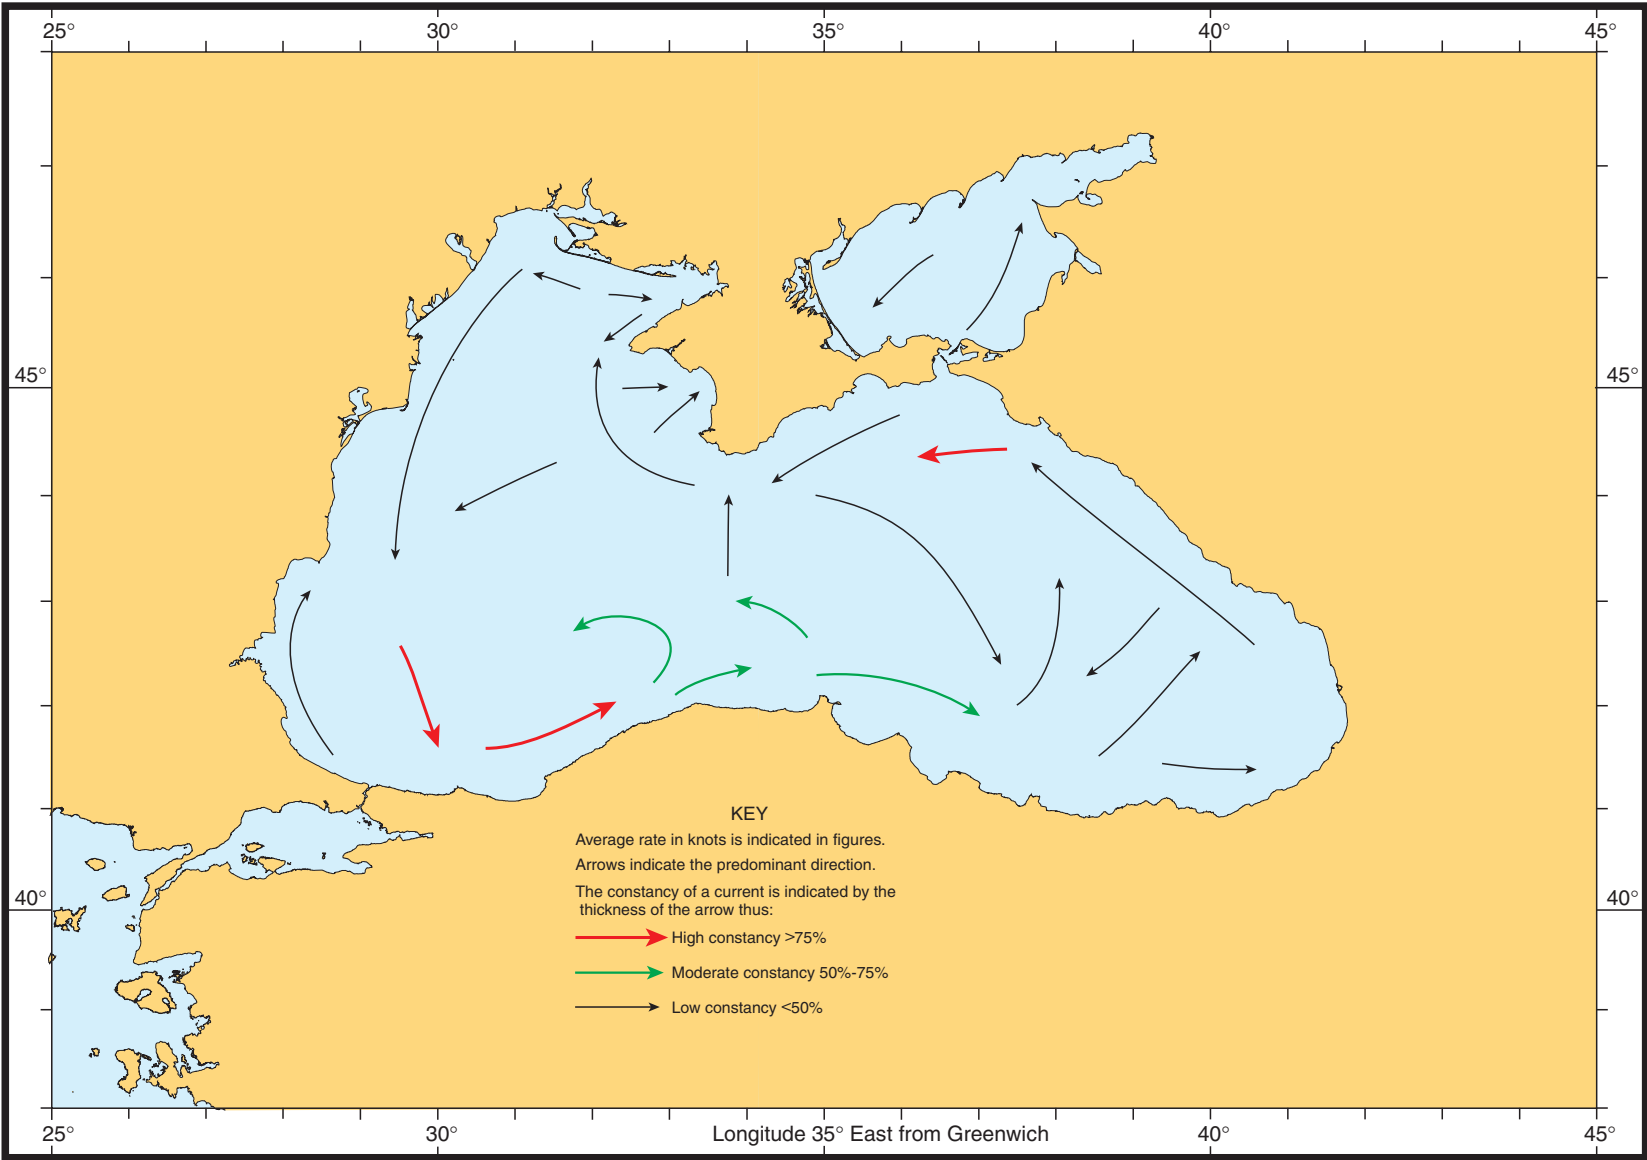 25° 30° 35° 40° 45°
45° 45°
KEY
Average rate in knots is indicated in figures.
Arrows indicate the predominant direction.
The constancy of a current is indicated by the
thickness of the arrow thus:
40° 40°
High constancy >75%
Moderate constancy 50%-75%
Low constancy <50%
25° 30° Longitude 35° East from Greenwich 40° 45°